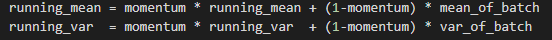 running_mean = momentum * running_mean + (1-momentum) * mean_of_batch
running_var  = momentum * running_var  + (1-momentum) * var_of_batch